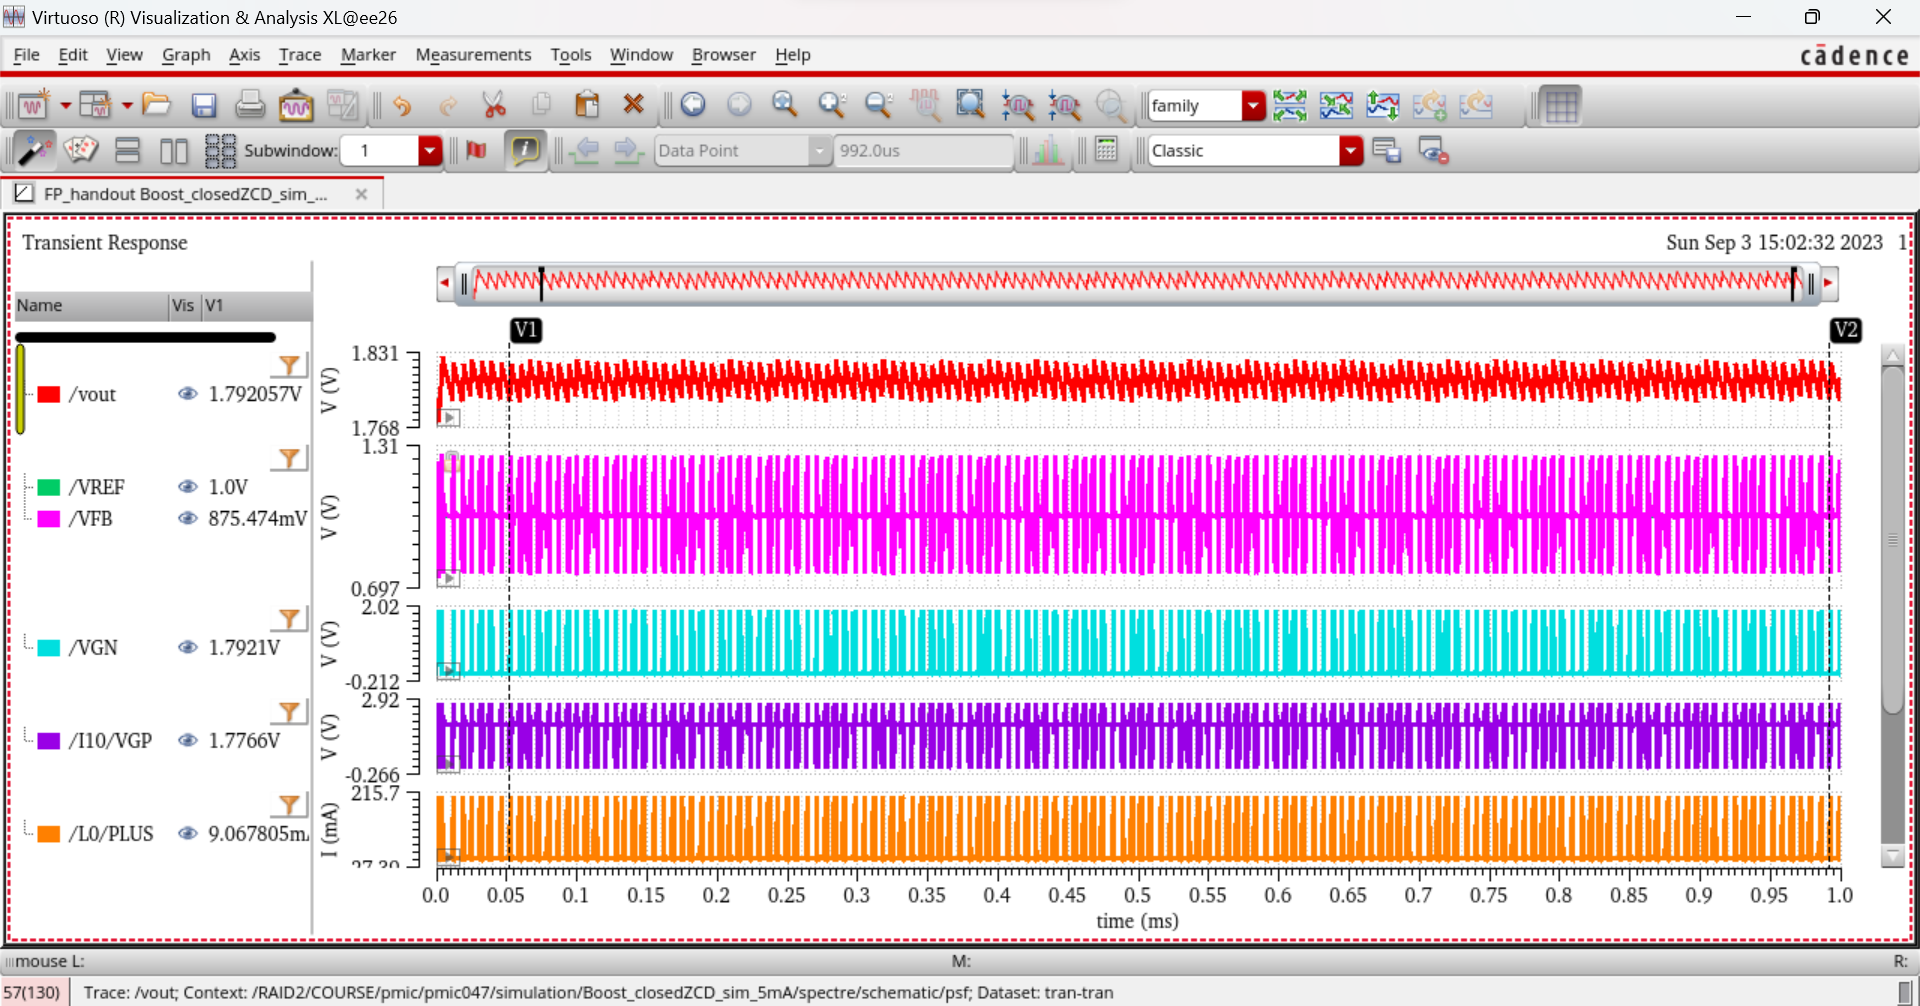 Virtuoso (R) Visualization & Analysis XL@ee26
File Edit View Graph Axis Trace Marker Measurements Tools Window Browser Help
cādence
family
Subwindow: 1 Data Point 992.0us Classic
FP_handout Boost_closedZCD_sim_...
Transient Response
Sun Sep 3 15:02:32 2023 1
Name Vis V1
V1 V2
/vout 1.792057V
V (V)
1.831
1.768
/VREF 1.0V
/VFB 875.474mV
V (V)
1.31
0.697
/VGN 1.7921V
V (V)
2.02
-0.212
/I10/VGP 1.7766V
V (V)
2.92
-0.266
/L0/PLUS 9.067805m
I (mA)
215.7
0.0 0.05 0.1 0.15 0.2 0.25 0.3 0.35 0.4 0.45 0.5 0.55 0.6 0.65 0.7 0.75 0.8 0.85 0.9 0.95 1.0
time (ms)
mouse L: M: R:
57(130) Trace: /vout; Context: /RAID2/COURSE/pmic/pmic047/simulation/Boost_closedZCD_sim_5mA/spectre/schematic/psf; Dataset: tran-tran